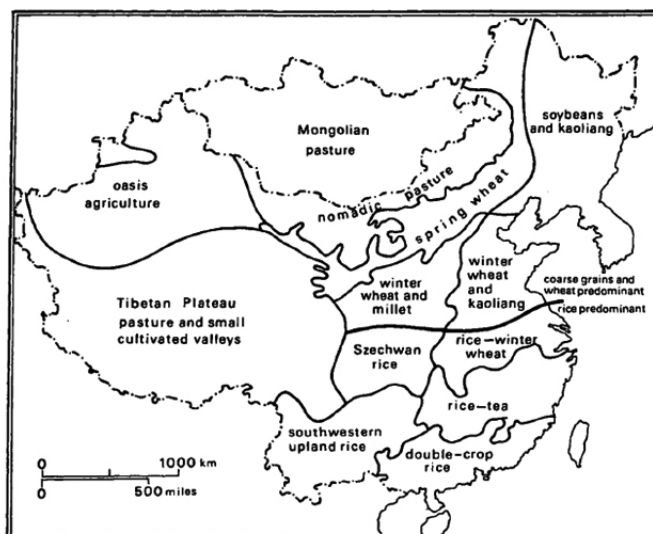 Mongolian
pasture
soybeans
and kaoliang
oasis
agriculture
nomadic pasture
spring wheat
winter
wheat and
kaoliang
winter
wheat and
millet
coarse grains and
wheat predominant
rice predominant
Tibetan Plateau
pasture and small
cultivated valleys
rice–winter
wheat
Szechwan
rice
rice–tea
southwestern
upland rice
double-crop
rice
0 1000 km
0 500 miles